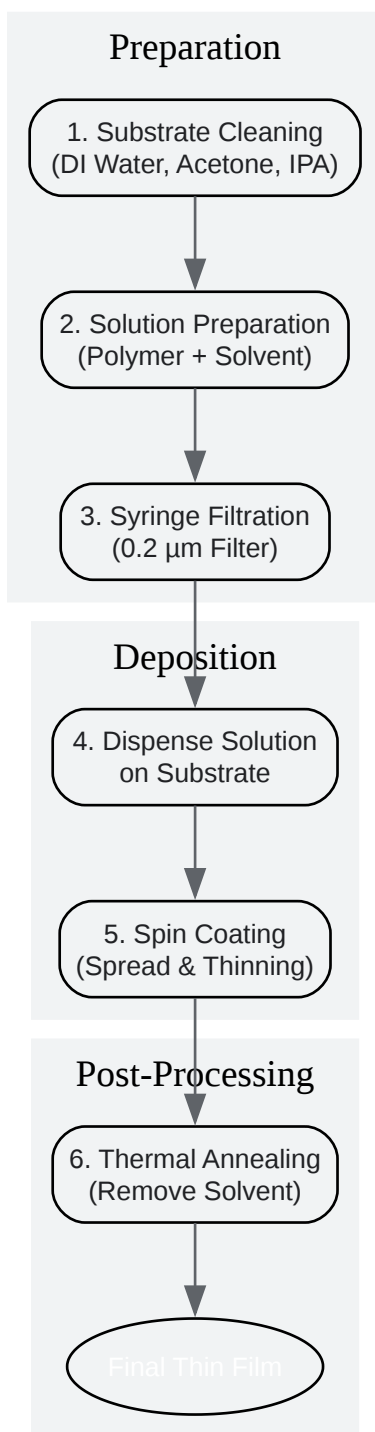 Preparation
1. Substrate Cleaning
(DI Water, Acetone, IPA)
2. Solution Preparation
(Polymer + Solvent)
3. Syringe Filtration
(0.2 µm Filter)
Deposition
4. Dispense Solution
on Substrate
5. Spin Coating
(Spread & Thinning)
Post-Processing
6. Thermal Annealing
(Remove Solvent)
Final Thin Film